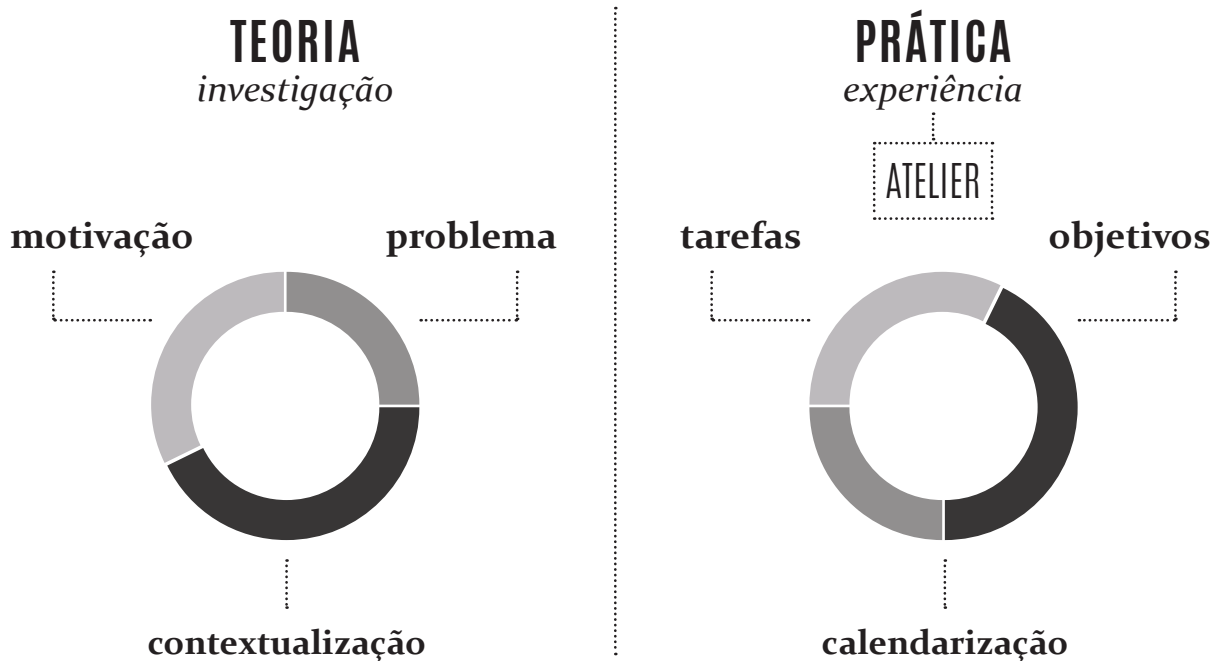 TEORIA
investigação
motivação
problema
contextualização
PRÁTICA
experiência
ATELIER
tarefas
objetivos
calendarização